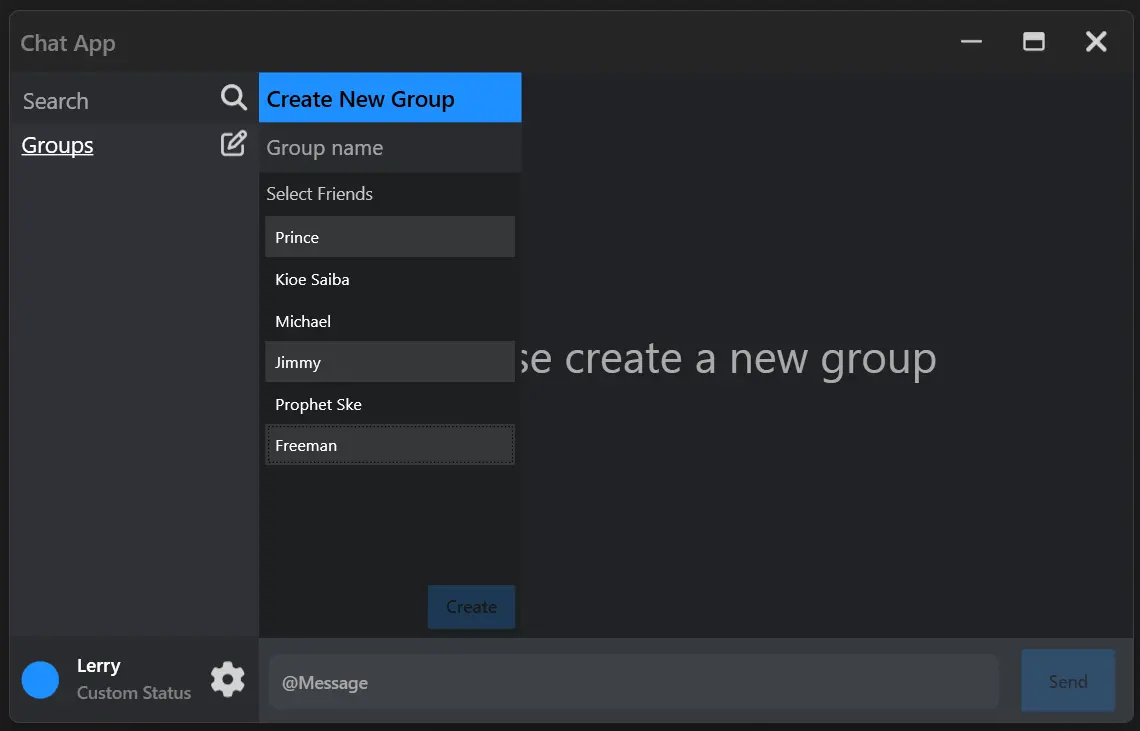 Chat App
Search
Groups
Create New Group
Group name
Select Friends
Prince
Kioe Saiba
Michael
Jimmy
Prophet Ske
Freeman
create a new group
Create
Lerry
Custom Status
@Message
Send